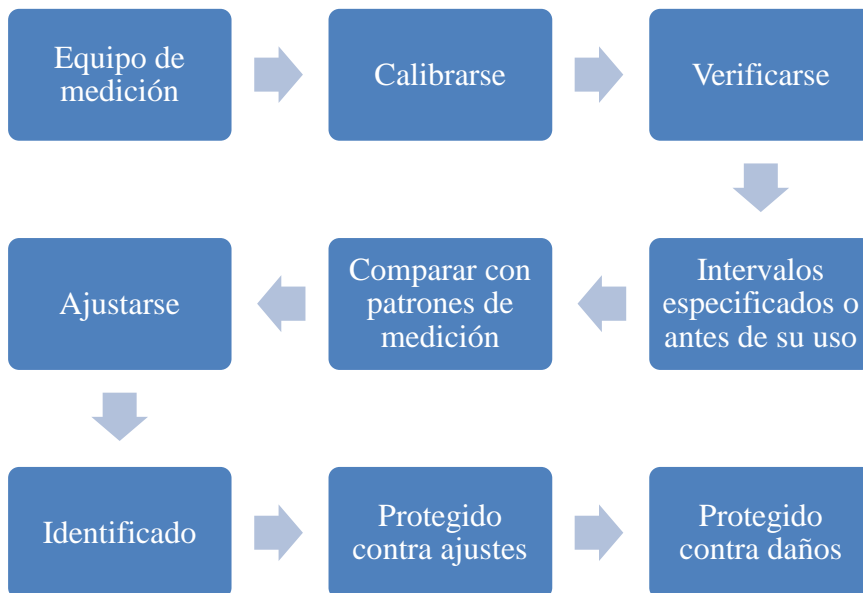 Equipo de
medición
Calibrarse
Verificarse
Intervalos
especificados o
antes de su uso
Comparar con
patrones de
medición
Ajustarse
Identificado
Protegido
contra ajustes
Protegido
contra daños